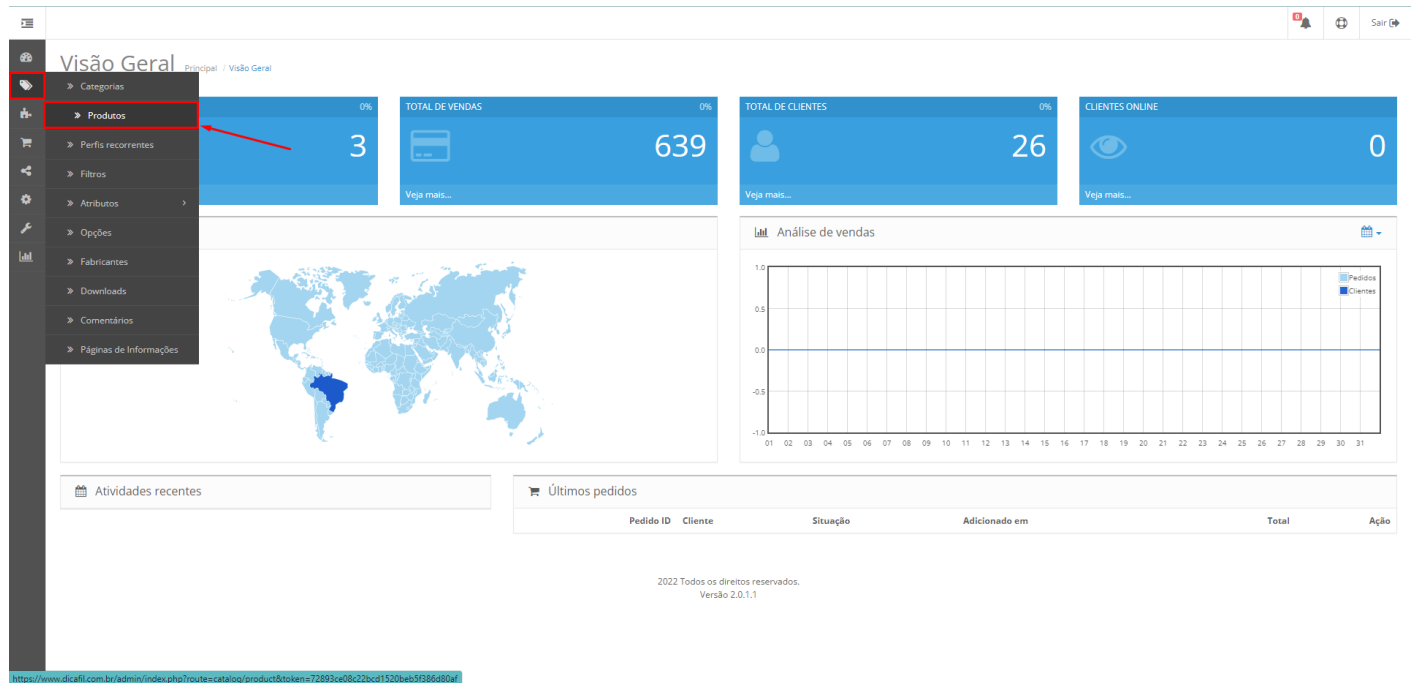 0
Sair
Visão Geral
Principal / Visão Geral
Categorias
Produtos
Perfis recorrentes
Filtros
Atributos
Opções
Fabricantes
Downloads
Comentários
Páginas de Informações
0%
3
TOTAL DE VENDAS 0%
639
Veja mais...
TOTAL DE CLIENTES 0%
26
Veja mais...
CLIENTES ONLINE
0
Veja mais...
Análise de vendas
Pedidos
Clientes
1.0
0.5
0.0
-0.5
-1.0
01 02 03 04 05 06 07 08 09 10 11 12 13 14 15 16 17 18 19 20 21 22 23 24 25 26 27 28 29 30 31
Atividades recentes
Últimos pedidos
Pedido ID Cliente Situação Adicionado em Total Ação
2022 Todos os direitos reservados.
Versão 2.0.1.1
https://www.dicafil.com.br/admin/index.php?route=catalog/product&token=72893ce08c22bcd1520beb5f386d80af